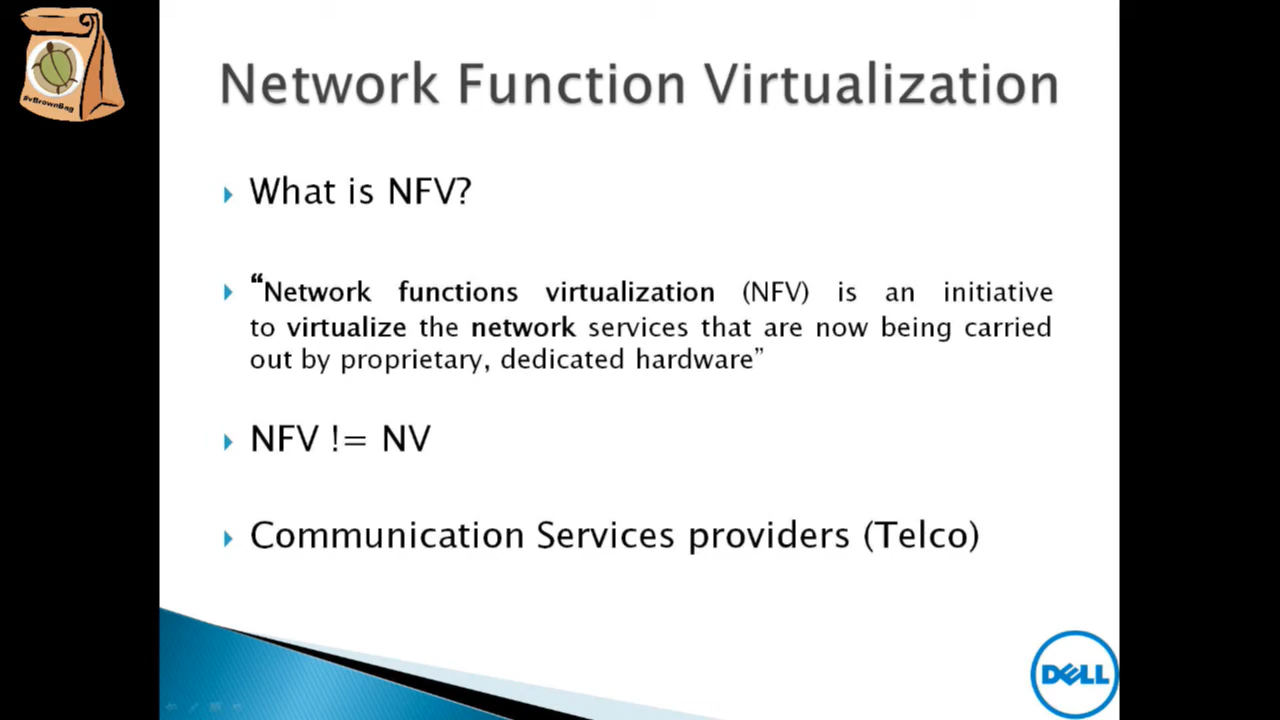 #vBrownBag
Network Function Virtualization
What is NFV?
“Network functions virtualization (NFV) is an initiative
to virtualize the network services that are now being carried
out by proprietary, dedicated hardware”
NFV != NV
Communication Services providers (Telco)
DELL